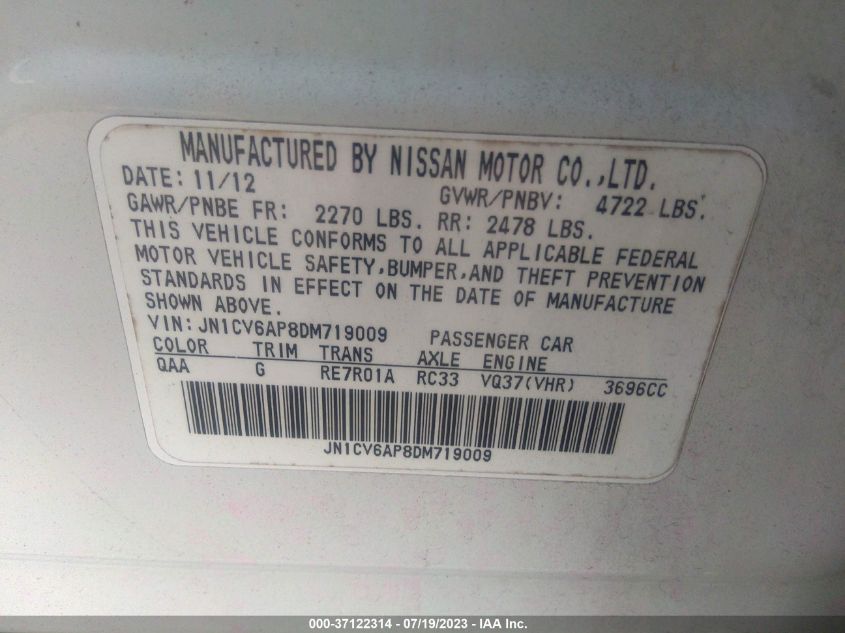 MANUFACTURED BY NISSAN MOTOR CO.,LTD.
DATE: 11/12 GVWR/PNBV: 4722 LBS.
GAWR/PNBE FR: 2270 LBS. RR: 2478 LBS.
THIS VEHICLE CONFORMS TO ALL APPLICABLE FEDERAL
MOTOR VEHICLE SAFETY,BUMPER,AND THEFT PREVENTION
STANDARDS IN EFFECT ON THE DATE OF MANUFACTURE
SHOWN ABOVE.
VIN: JN1CV6AP8DM719009 PASSENGER CAR
COLOR TRIM TRANS AXLE ENGINE
QAA G RE7R01A RC33 VQ37(VHR) 3696CC
JN1CV6AP8DM719009
000-37122314 - 07/19/2023 - IAA Inc.